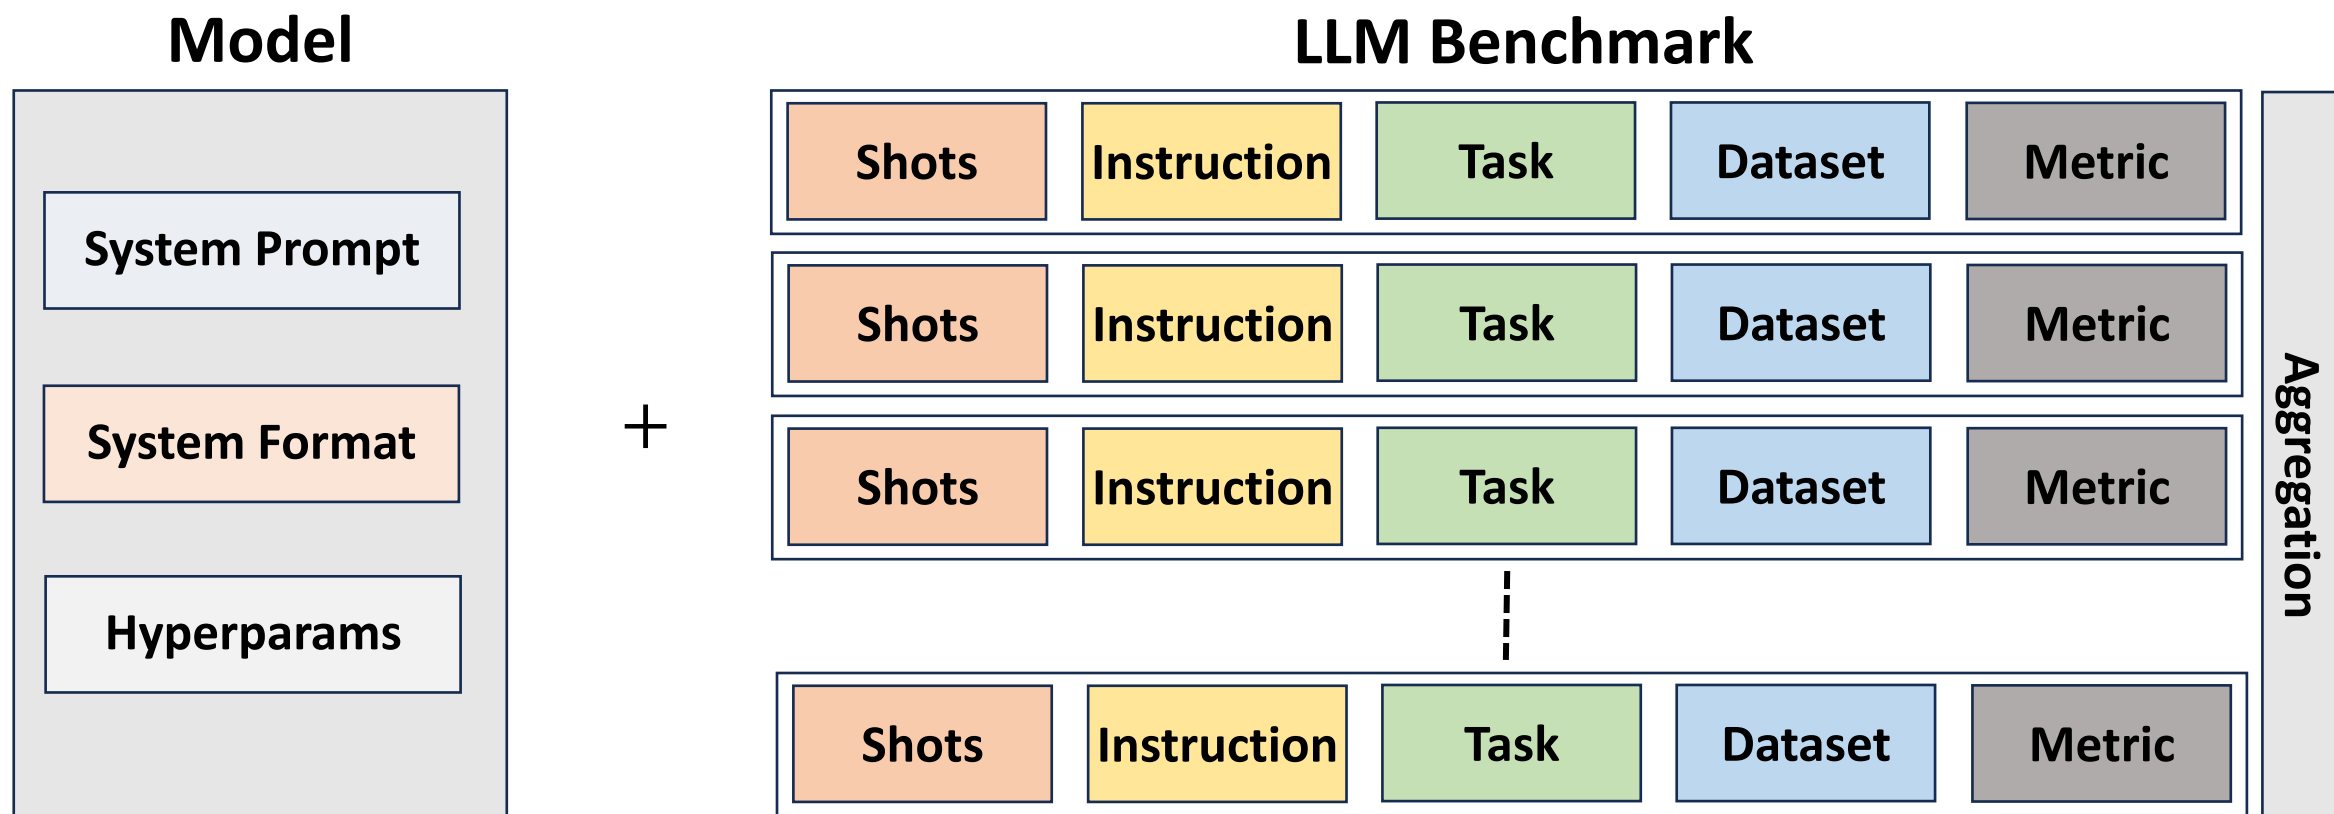 Model
System Prompt
System Format
Hyperparams
+
LLM Benchmark
Shots Instruction Task Dataset Metric
Shots Instruction Task Dataset Metric
Shots Instruction Task Dataset Metric
Shots Instruction Task Dataset Metric
Aggregation